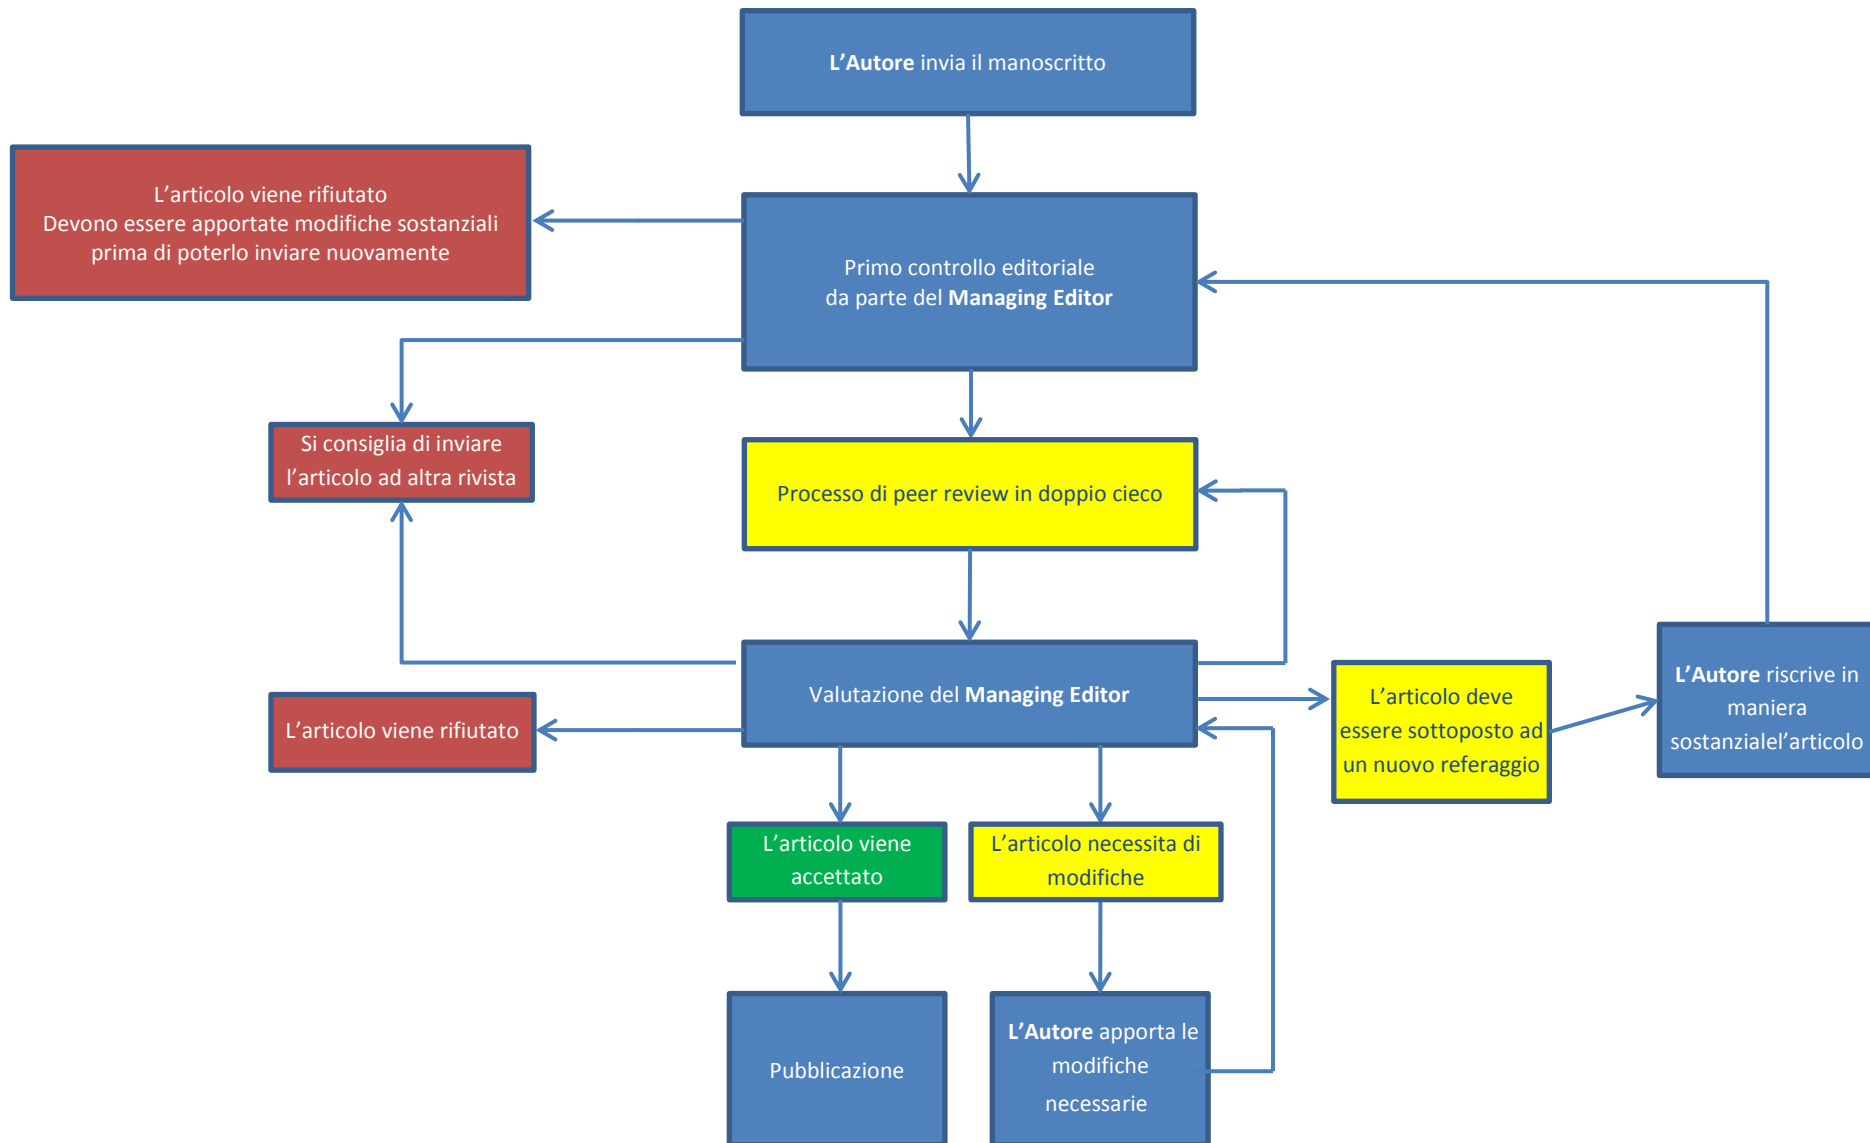 L’Autore invia il manoscritto
L’articolo viene rifiutato
Devono essere apportate modifiche sostanziali
prima di poterlo inviare nuovamente
Primo controllo editoriale
da parte del Managing Editor
Si consiglia di inviare
l’articolo ad altra rivista
Processo di peer review in doppio cieco
Valutazione del Managing Editor
L’articolo deve
essere sottoposto ad
un nuovo referaggio
L’Autore riscrive in
maniera
sostanzialel’articolo
L’articolo viene rifiutato
L’articolo viene
accettato
L’articolo necessita di
modifiche
Pubblicazione
L’Autore apporta le
modifiche
necessarie